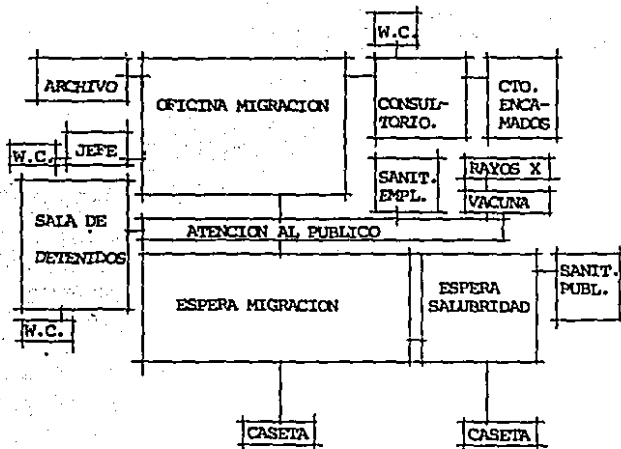 W.C.
ARCHIVO
OFICINA MIGRACION
CONSUL-
TORIO.
CTO.
ENCA-
MADOS
W.C.
JEFE
SANIT.
EMPL.
RAYOS X
VACUNA
SALA DE
DETENIDOS
ATENCION AL PUBLICO
ESPERA MIGRACION
ESPERA
SALUBRIDAD
SANIT.
PUBL.
W.C.
CASETA
CASETA